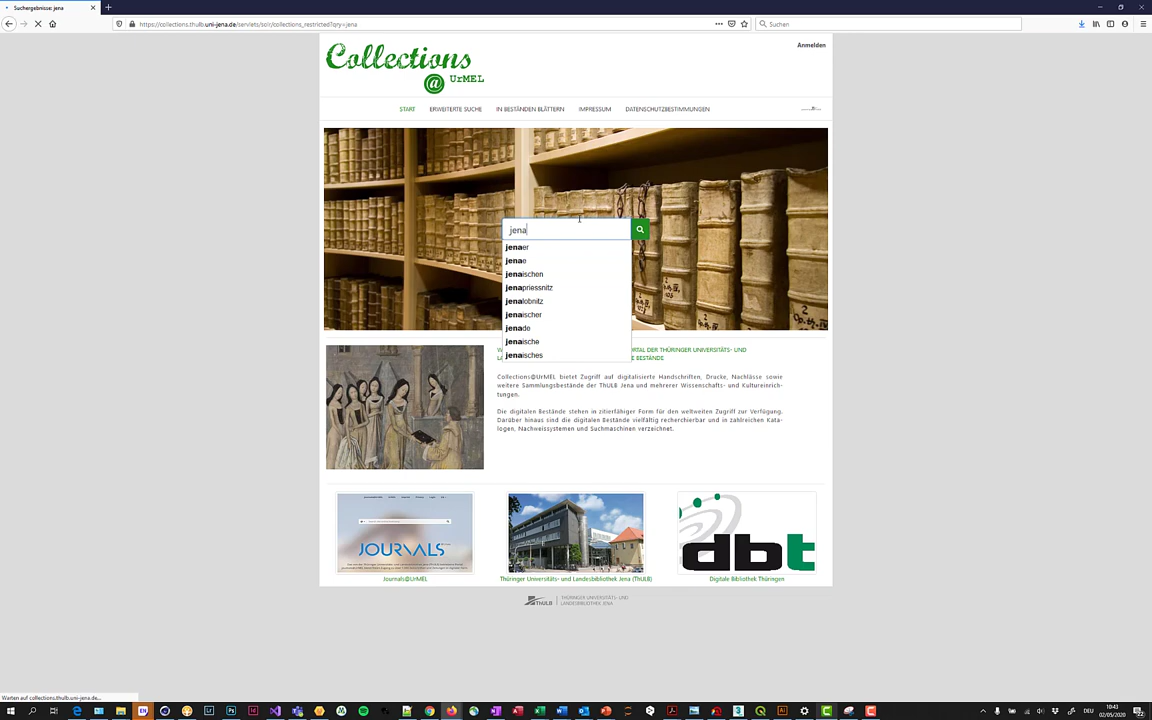 Suchergebnisse: jena
https://collections.thulb.uni-jena.de/servlets/solr/collections_restricted?qry=jena
Suchen
Anmelden
Collections
@ UrMEL
START ERWEITERTE SUCHE IN BESTÄNDEN BLÄTTERN IMPRESSUM DATENSCHUTZBESTIMMUNGEN
jena
jenaer
jenae
jenaischen
jenapriessnitz
jenalobnitz
jenaischer
jenade
jenaische
jenaisches
ORTAL DER THÜRINGER UNIVERSITÄTS- UND
E BESTÄNDE
Collections@UrMEL bietet Zugriff auf digitalisierte Handschriften, Drucke, Nachlässe sowie
weitere Sammlungsbestände der ThULB Jena und mehrerer Wissenschafts- und Kultureinrich-
tungen.
Die digitalen Bestände stehen in zitierfähiger Form für den weltweiten Zugriff zur Verfügung.
Darüber hinaus sind die digitalen Bestände vielfältig recherchierbar und in zahlreichen Kata-
logen, Nachweissystemen und Suchmaschinen verzeichnet.
JOURNALS
dbt
Journals@UrMEL
Thüringer Universitäts- und Landesbibliothek Jena (ThULB)
Digitale Bibliothek Thüringen
ThULB THÜRINGER UNIVERSITÄTS- UND
LANDESBIBLIOTHEK JENA
Warten auf collections.thulb.uni-jena.de...
EN
DEU
10:43
02/05/2020